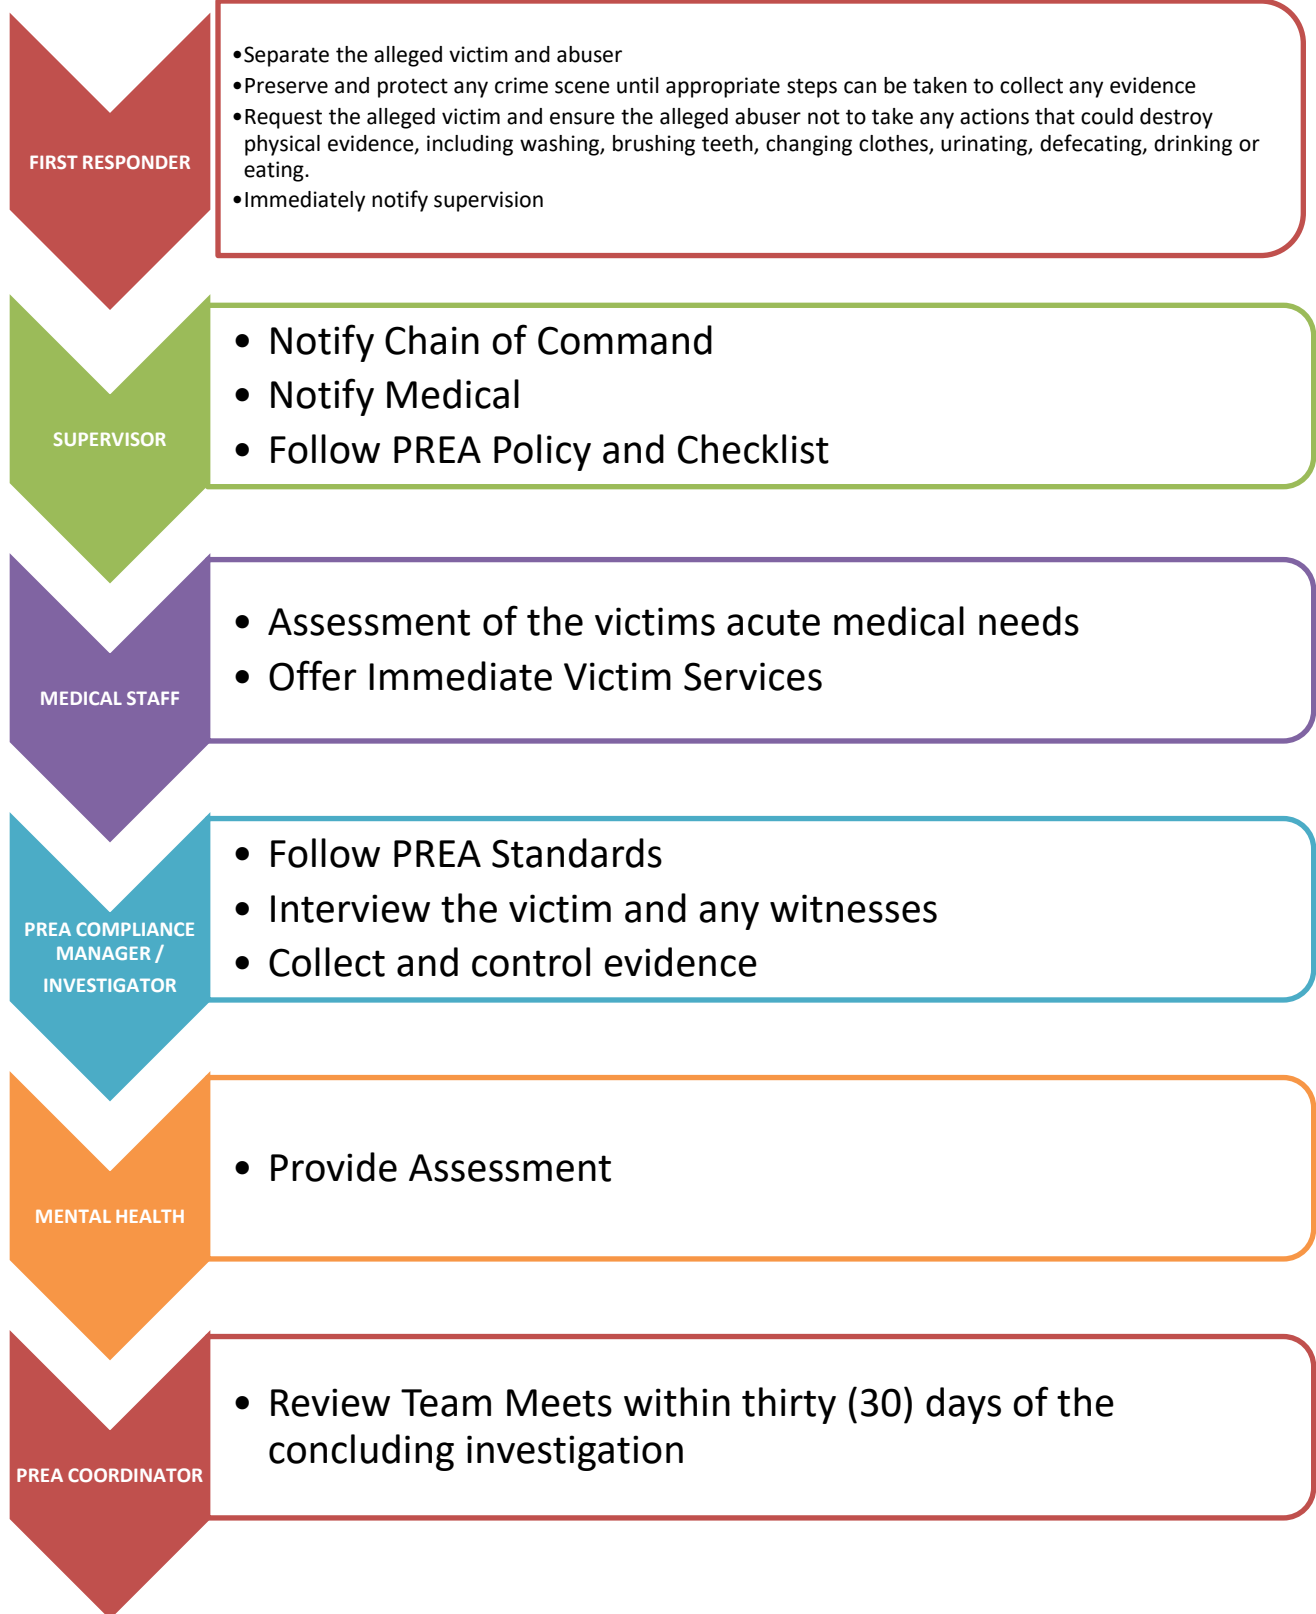 FIRST RESPONDER
•Separate the alleged victim and abuser
•Preserve and protect any crime scene until appropriate steps can be taken to collect any evidence
•Request the alleged victim and ensure the alleged abuser not to take any actions that could destroy
physical evidence, including washing, brushing teeth, changing clothes, urinating, defecating, drinking or
eating.
•Immediately notify supervision
SUPERVISOR
• Notify Chain of Command
• Notify Medical
• Follow PREA Policy and Checklist
MEDICAL STAFF
• Assessment of the victims acute medical needs
• Offer Immediate Victim Services
PREA COMPLIANCE
MANAGER /
INVESTIGATOR
• Follow PREA Standards
• Interview the victim and any witnesses
• Collect and control evidence
MENTAL HEALTH
• Provide Assessment
PREA COORDINATOR
• Review Team Meets within thirty (30) days of the
concluding investigation